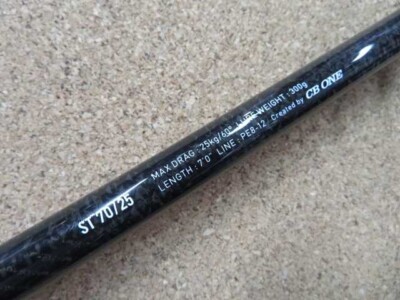 ST 70/25
MAX DRAG : 25kg/60° LURE WEIGHT : 300g
LENGTH : 7'0" LINE : PE8-12 Created by CB ONE